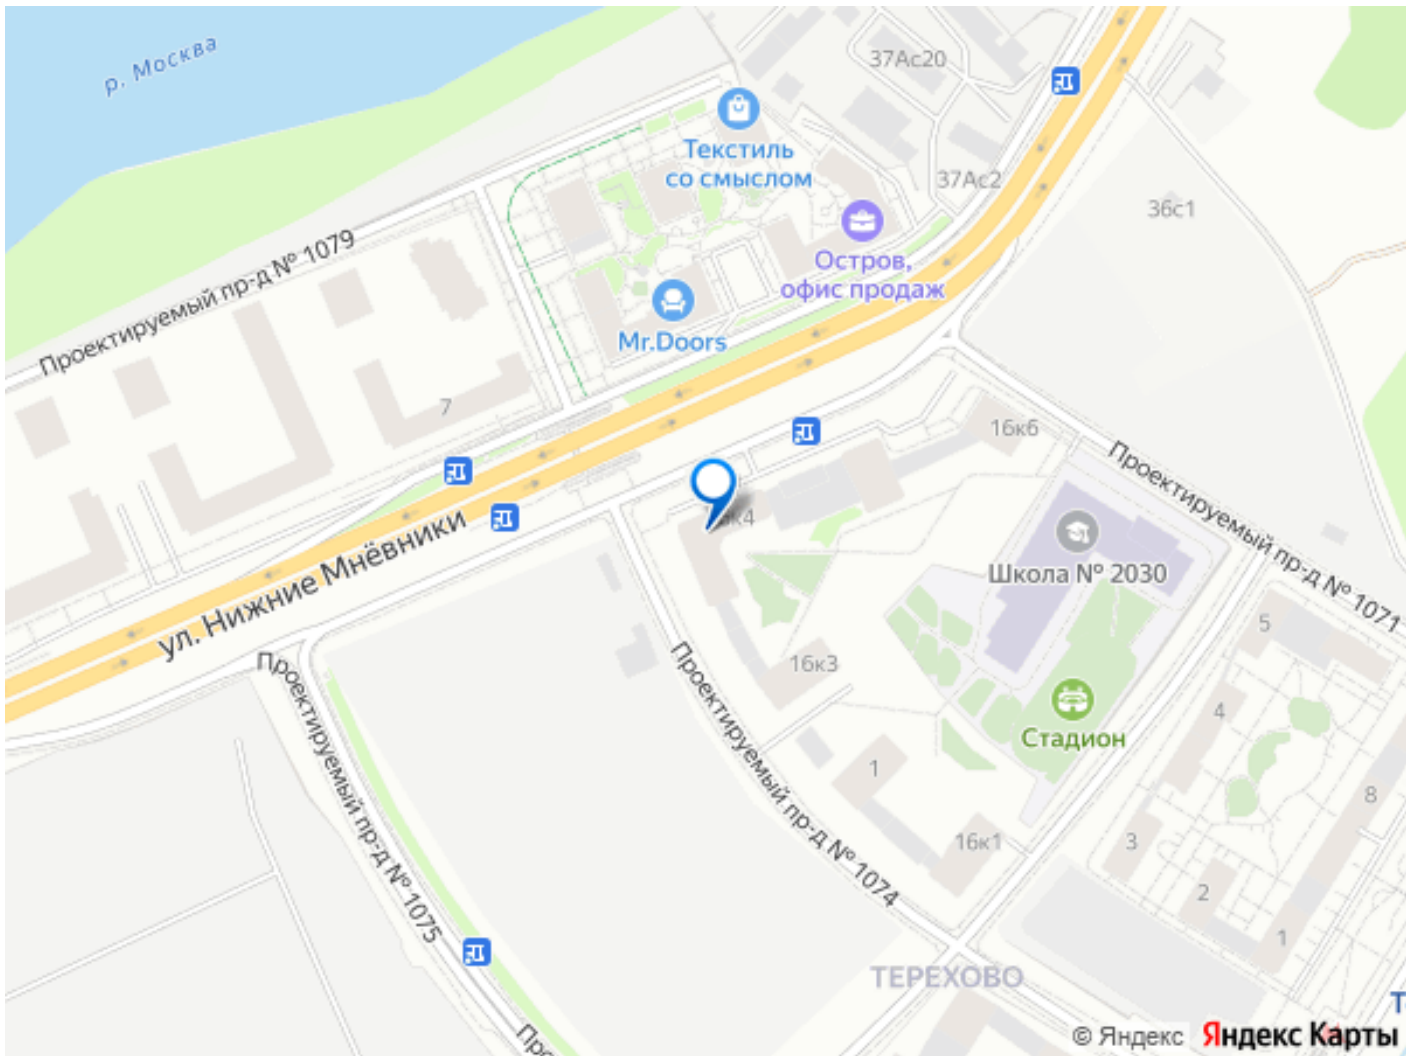 р. Москва
37Ас20
Текстиль
со смыслом
37Ас2
36с1
Проектируемый пр-д № 1079
Остров,
офис продаж
Mr.Doors
7
16к6
Проектируемый пр-д № 1071
к4
ул. Нижние Мнёвники
Школа № 2030
5
16к3
Проектируемый пр-д № 1075
Проектируемый пр-д № 1074
4
Стадион
1
8
3
16к1
2
1
ТЕРЕХОВО
© Яндекс
Яндекс Карты